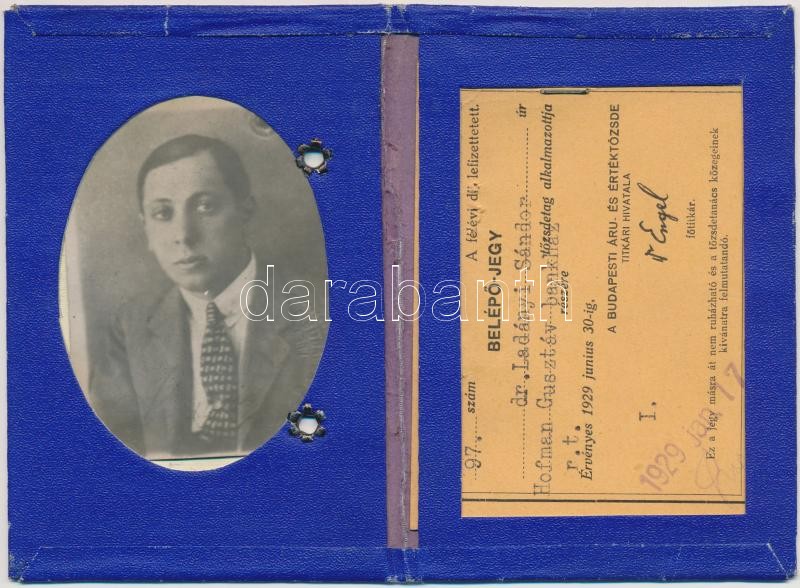 97. szám
A félévi díj lefizettetett.
BELÉPŐ-JEGY
dr. Ladányi Sándor úr
Hofman Gusztáv bankház tőzsdetag alkalmazottja
r.t. részére
Érvényes 1929 junius 30-ig.
A BUDAPESTI ÁRU- ÉS ÉRTÉKTŐZSDE
TITKÁRI HIVATALA
I.
Dr Engel
főtitkár.
1929 jan 17
Ez a jegy másra át nem ruházható és a tőzsdetanács közegeinek
kívánatra felmutatandó.
darabanth